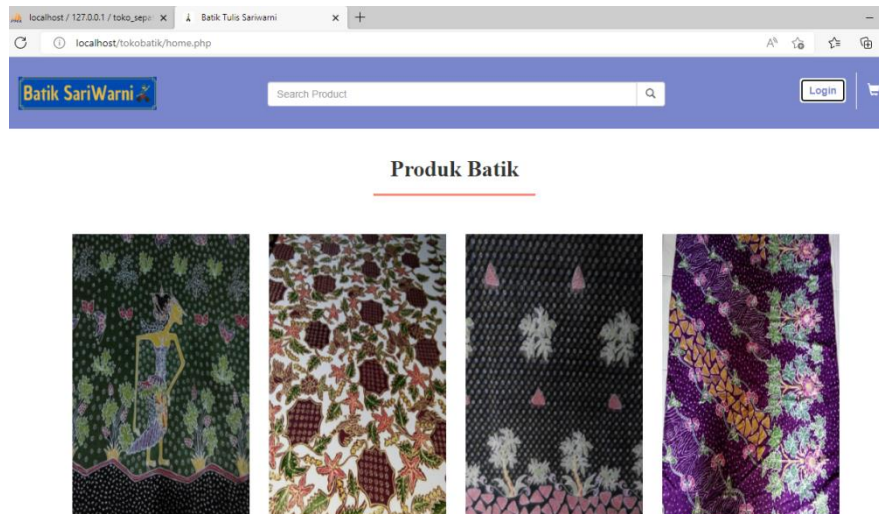 localhost / 127.0.0.1 / toko_sepa
Batik Tulis Sariwarni
localhost/tokobatik/home.php
Batik SariWarni
Search Product
Login
Produk Batik